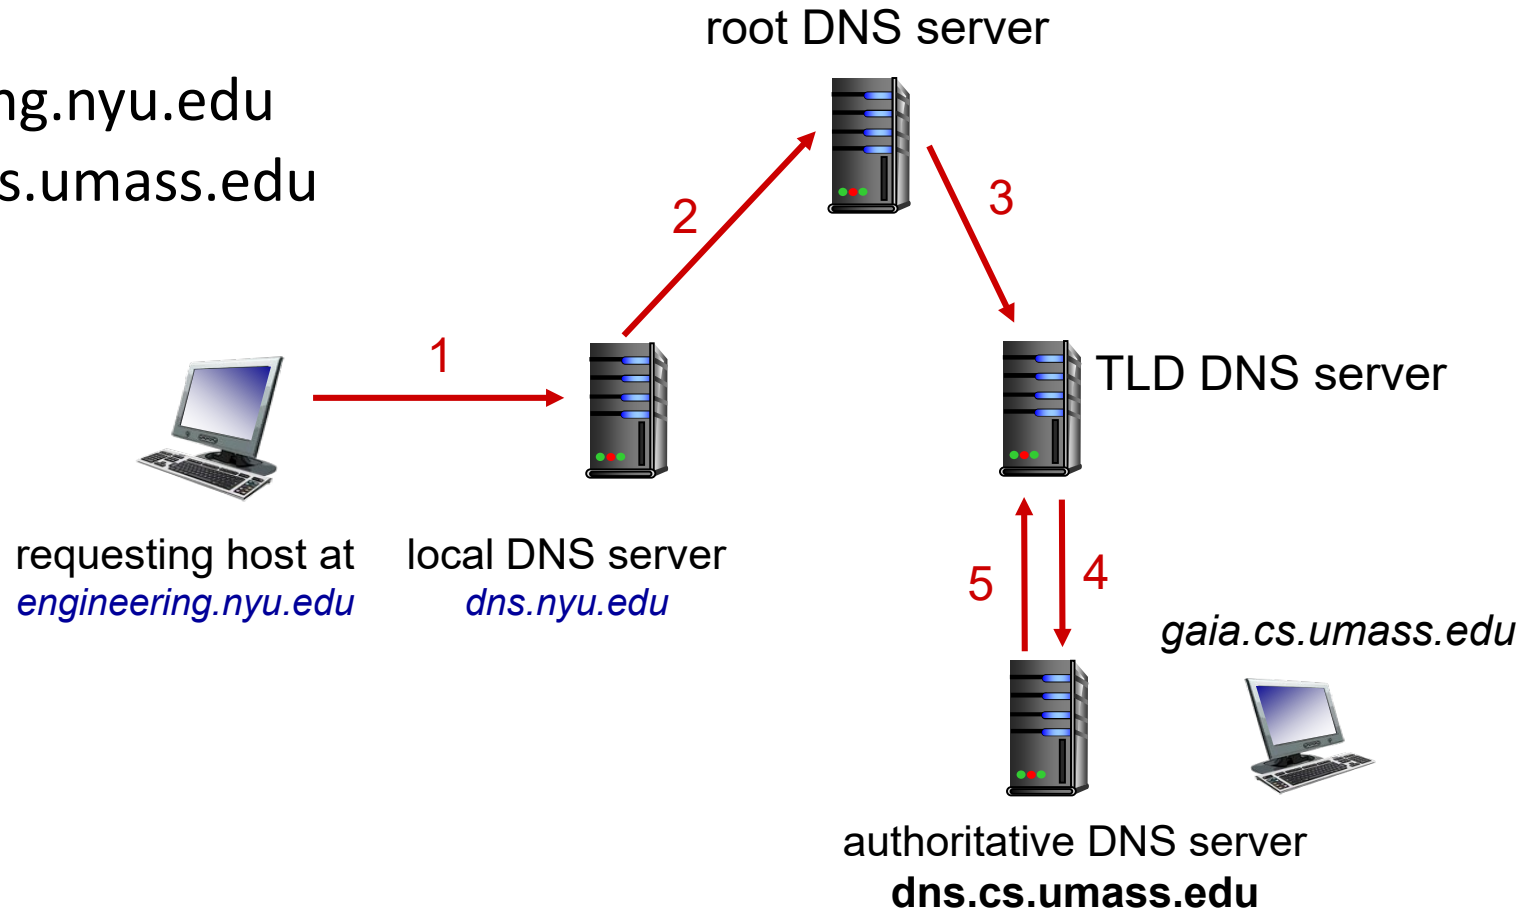 root DNS server
ng.nyu.edu
s.umass.edu
2
3
1
TLD DNS server
requesting host at
engineering.nyu.edu
local DNS server
dns.nyu.edu
5
4
gaia.cs.umass.edu
authoritative DNS server
dns.cs.umass.edu